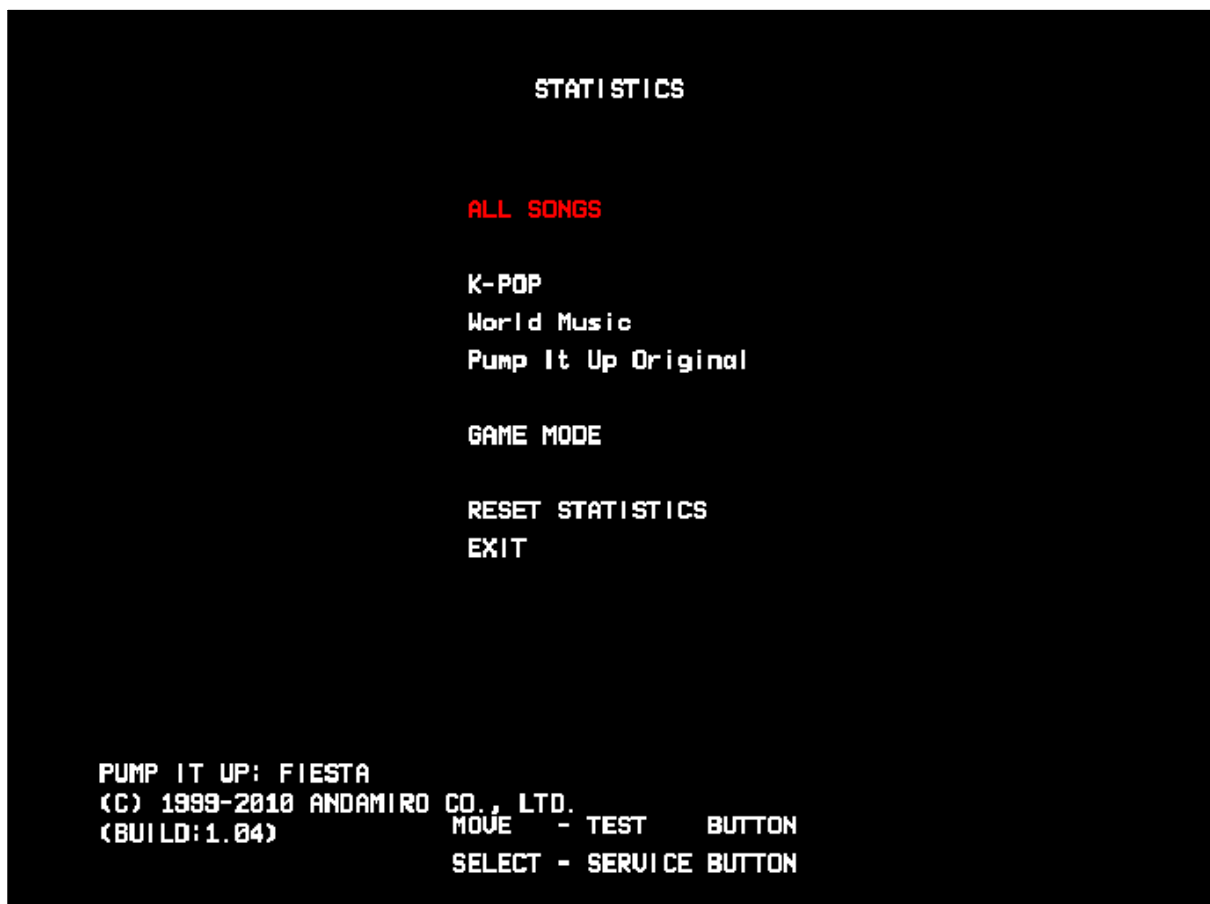 STATISTICS
ALL SONGS
K-POP
World Music
Pump It Up Original
GAME MODE
RESET STATISTICS
EXIT
PUMP IT UP: FIESTA
(C) 1999-2010 ANDAMIRO CO., LTD.
(BUILD:1.04)
MOVE - TEST BUTTON
SELECT - SERVICE BUTTON